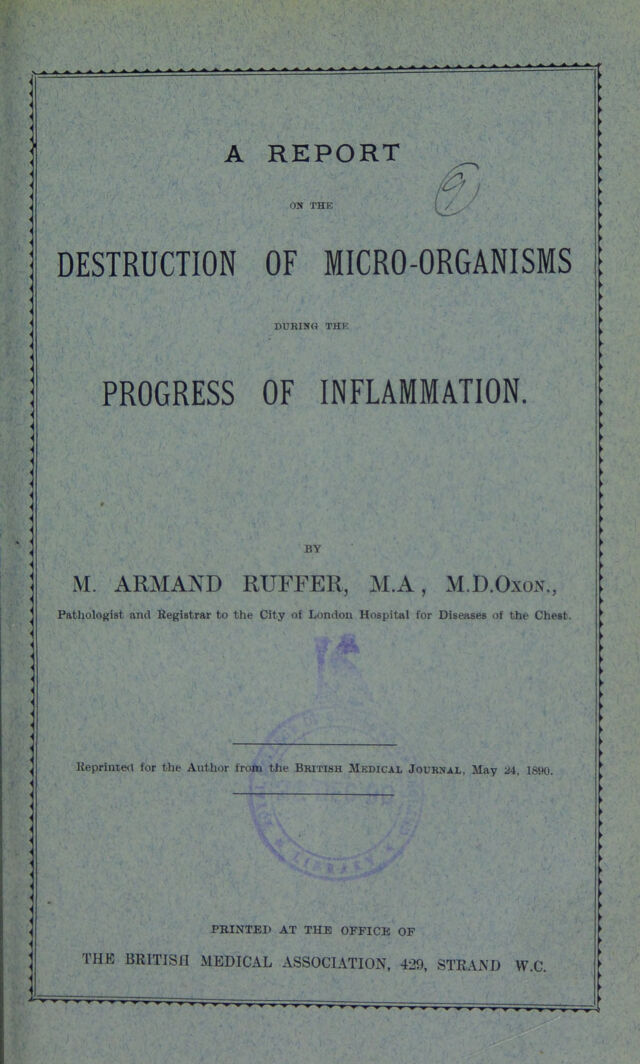 A REPORT
9
ON THE
DESTRUCTION OF MICRO-ORGANISMS
DURING THE
PROGRESS OF INFLAMMATION.
BY
M. ARMAND RUFFER, M.A, M.D.OXON.,
Pathologist and Registrar to the City of London Hospital for Diseases of the Chest.
Reprinted for the Author from the BRITISH MEDICAL JOURNAL, May 24, 1890.
LIBRARY
PRINTED AT THE OFFICE OF
THE BRITISH MEDICAL ASSOCIATION, 429, STRAND W.C.